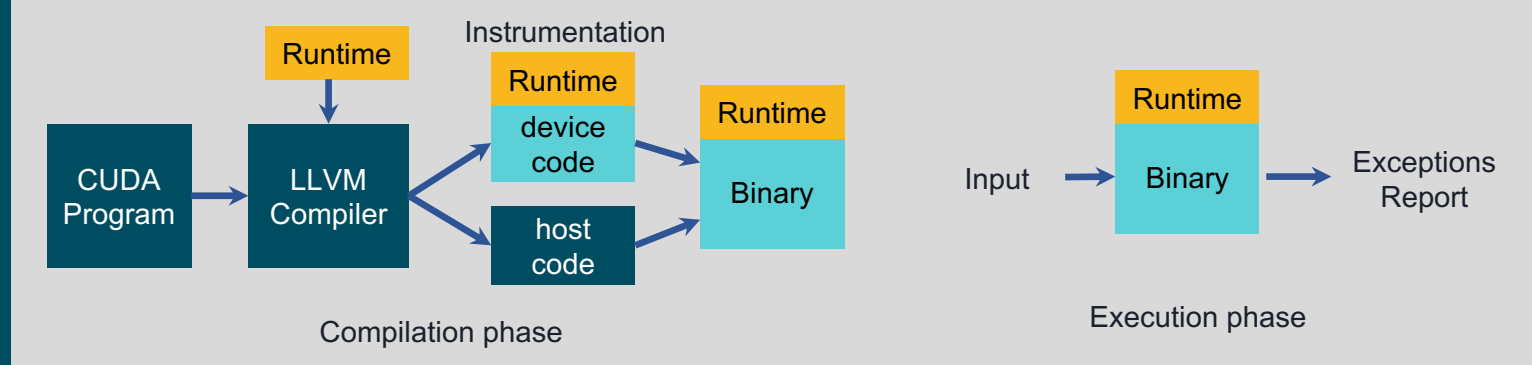 Runtime
CUDA
Program
LLVM
Compiler
Instrumentation
Runtime
device
code
host
code
Runtime
Binary
Compilation phase
Input
Runtime
Binary
Exceptions
Report
Execution phase